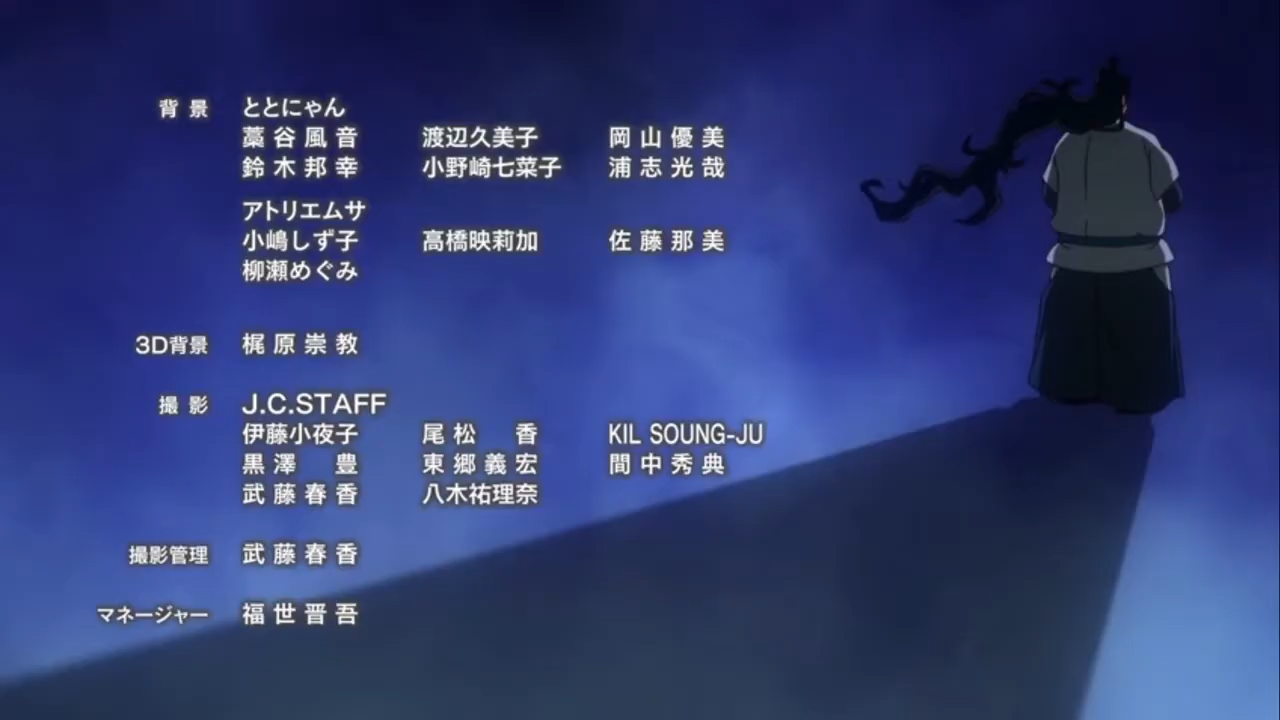 背景 ととにゃん
藁谷風音 渡辺久美子 岡山優美
鈴木邦幸 小野崎七菜子 浦志光哉
アトリエムサ
小嶋しず子 高橋映莉加 佐藤那美
柳瀬めぐみ
3D背景 梶原崇教
撮影 J.C.STAFF
伊藤小夜子 尾松 香 KIL SOUNG-JU
黒澤 豊 東郷義宏 間中秀典
武藤春香 八木祐理奈
撮影管理 武藤春香
マネージャー 福世晋吾